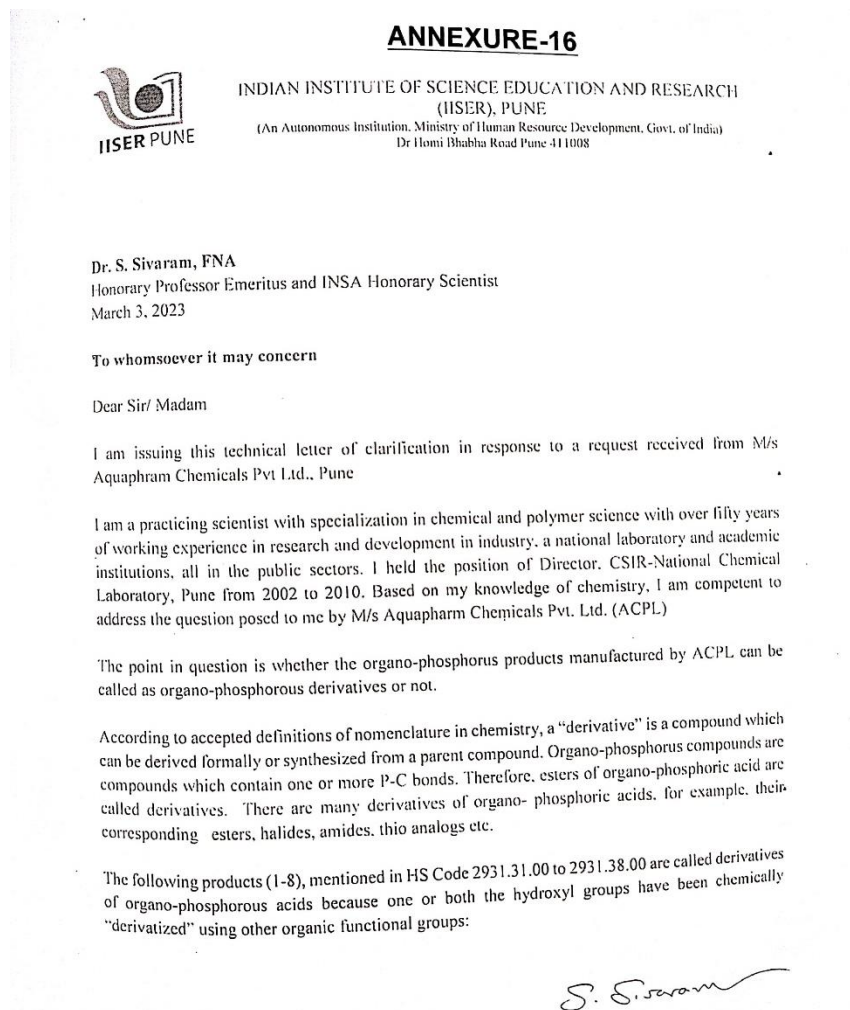 ANNEXURE-16
IISER PUNE
INDIAN INSTITUTE OF SCIENCE EDUCATION AND RESEARCH
(IISER), PUNE
(An Autonomous Institution, Ministry of Human Resource Development, Govt. of India)
Dr Homi Bhabha Road Pune 411008
Dr. S. Sivaram, FNA
Honorary Professor Emeritus and INSA Honorary Scientist
March 3, 2023
To whomsoever it may concern
Dear Sir/ Madam
I am issuing this technical letter of clarification in response to a request received from M/s
Aquaphram Chemicals Pvt Ltd., Pune
I am a practicing scientist with specialization in chemical and polymer science with over fifty years
of working experience in research and development in industry, a national laboratory and academic
institutions, all in the public sectors. I held the position of Director, CSIR-National Chemical
Laboratory, Pune from 2002 to 2010. Based on my knowledge of chemistry, I am competent to
address the question posed to me by M/s Aquapharm Chemicals Pvt. Ltd. (ACPL)
The point in question is whether the organo-phosphorus products manufactured by ACPL can be
called as organo-phosphorous derivatives or not.
According to accepted definitions of nomenclature in chemistry, a “derivative” is a compound which
can be derived formally or synthesized from a parent compound. Organo-phosphorus compounds are
compounds which contain one or more P-C bonds. Therefore, esters of organo-phosphoric acid are
called derivatives. There are many derivatives of organo- phosphoric acids, for example, their
corresponding esters, halides, amides, thio analogs etc.
The following products (1-8), mentioned in HS Code 2931.31.00 to 2931.38.00 are called derivatives
of organo-phosphorous acids because one or both the hydroxyl groups have been chemically
“derivatized” using other organic functional groups:
S. Sivaram